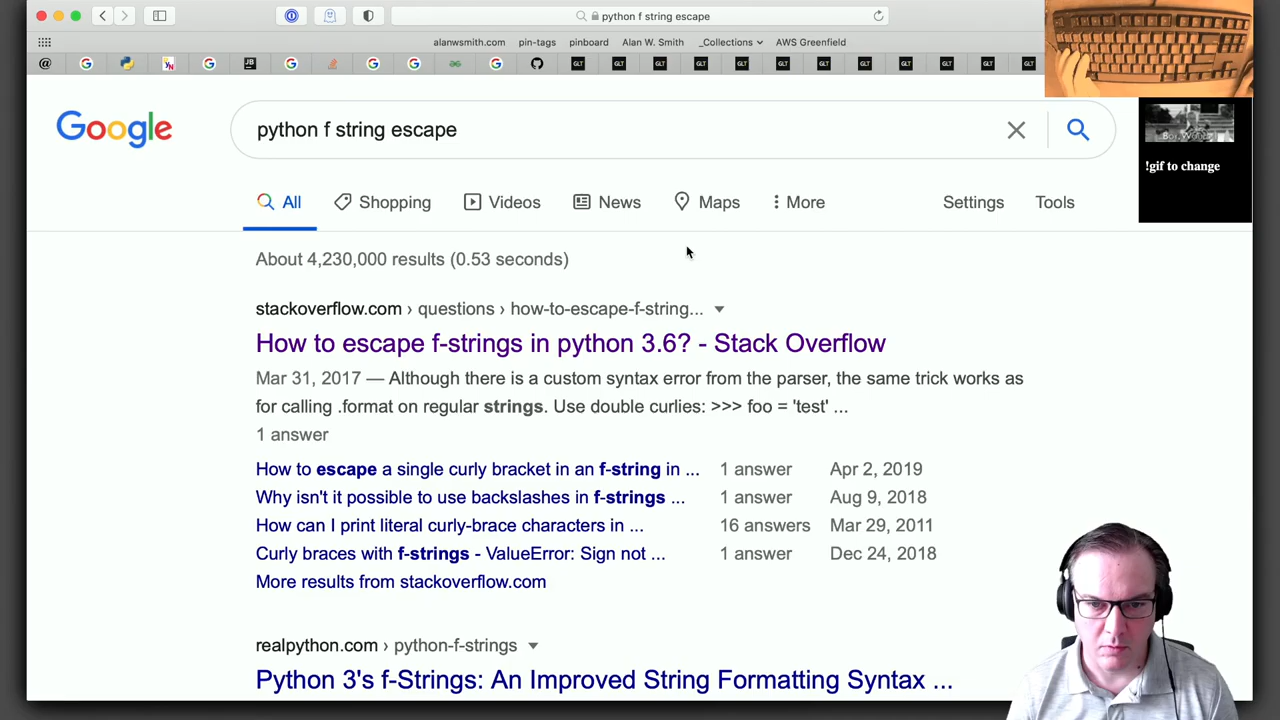 python f string escape
alanwsmith.com pin-tags pinboard Alan W. Smith _Collections AWS Greenfield
Google
python f string escape
!gif to change
All Shopping Videos News Maps More Settings Tools
About 4,230,000 results (0.53 seconds)
stackoverflow.com › questions › how-to-escape-f-string...
How to escape f-strings in python 3.6? - Stack Overflow
Mar 31, 2017 — Although there is a custom syntax error from the parser, the same trick works as
for calling .format on regular strings. Use double curlies: >>> foo = 'test' ...
1 answer
How to escape a single curly bracket in an f-string in ... 1 answer Apr 2, 2019
Why isn't it possible to use backslashes in f-strings ... 1 answer Aug 9, 2018
How can I print literal curly-brace characters in ... 16 answers Mar 29, 2011
Curly braces with f-strings - ValueError: Sign not ... 1 answer Dec 24, 2018
More results from stackoverflow.com
realpython.com › python-f-strings
Python 3's f-Strings: An Improved String Formatting Syntax ...